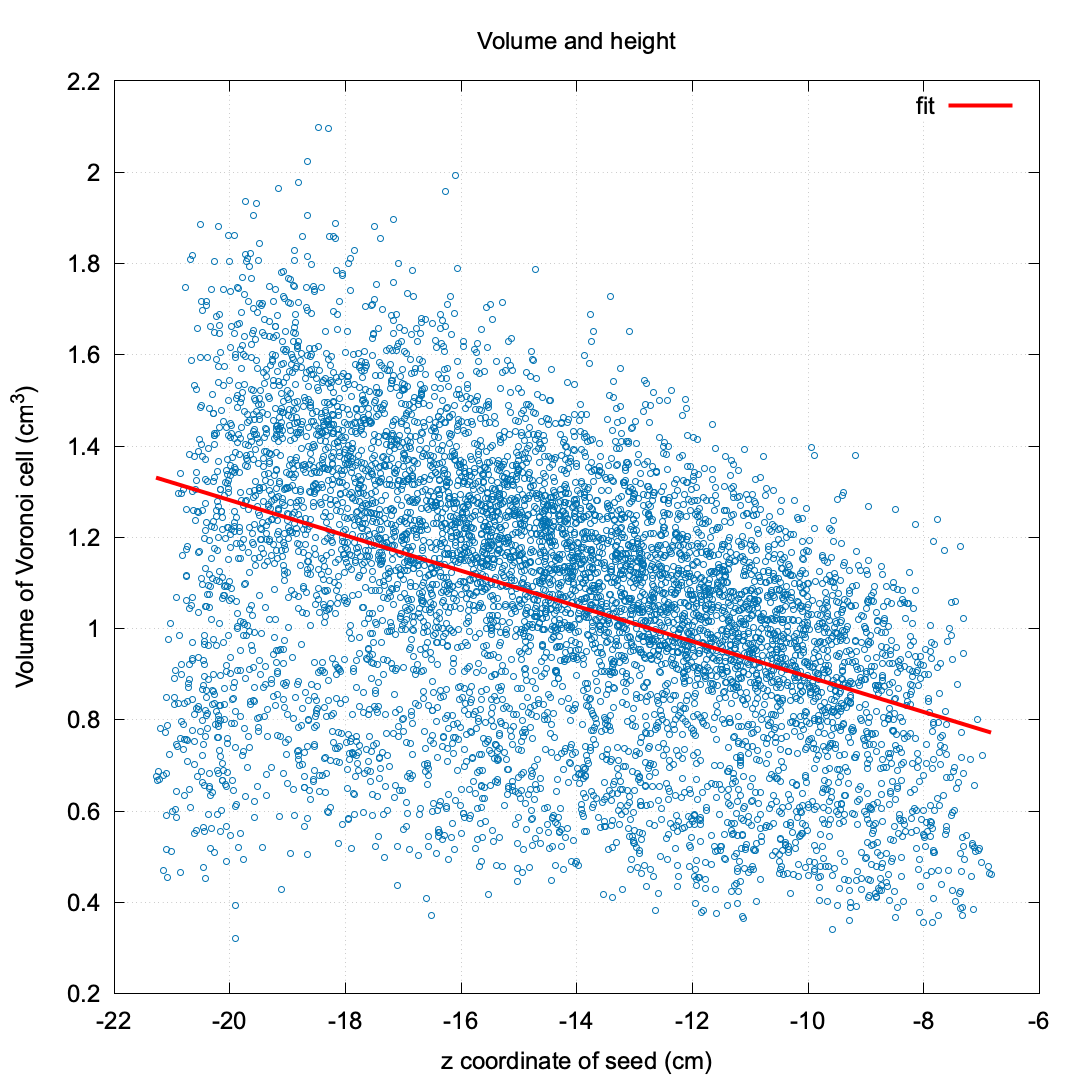 Volume and height
fit
Volume of Voronoi cell (cm³)
2.2
2
1.8
1.6
1.4
1.2
1
0.8
0.6
0.4
0.2
-22 -20 -18 -16 -14 -12 -10 -8 -6
z coordinate of seed (cm)